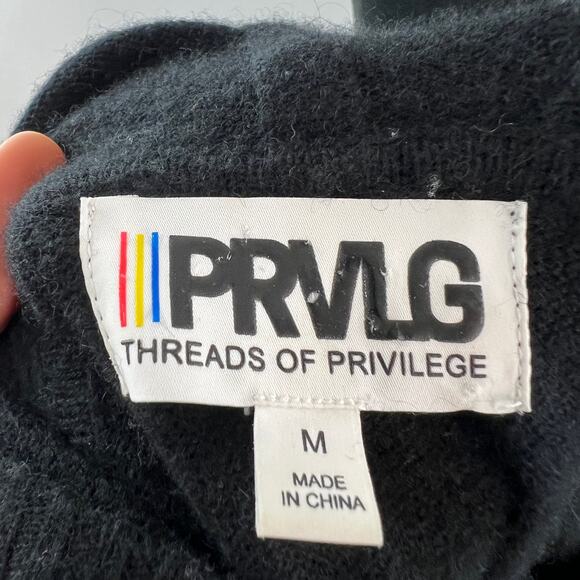 PRVLG
THREADS OF PRIVILEGE
M
MADE
IN CHINA